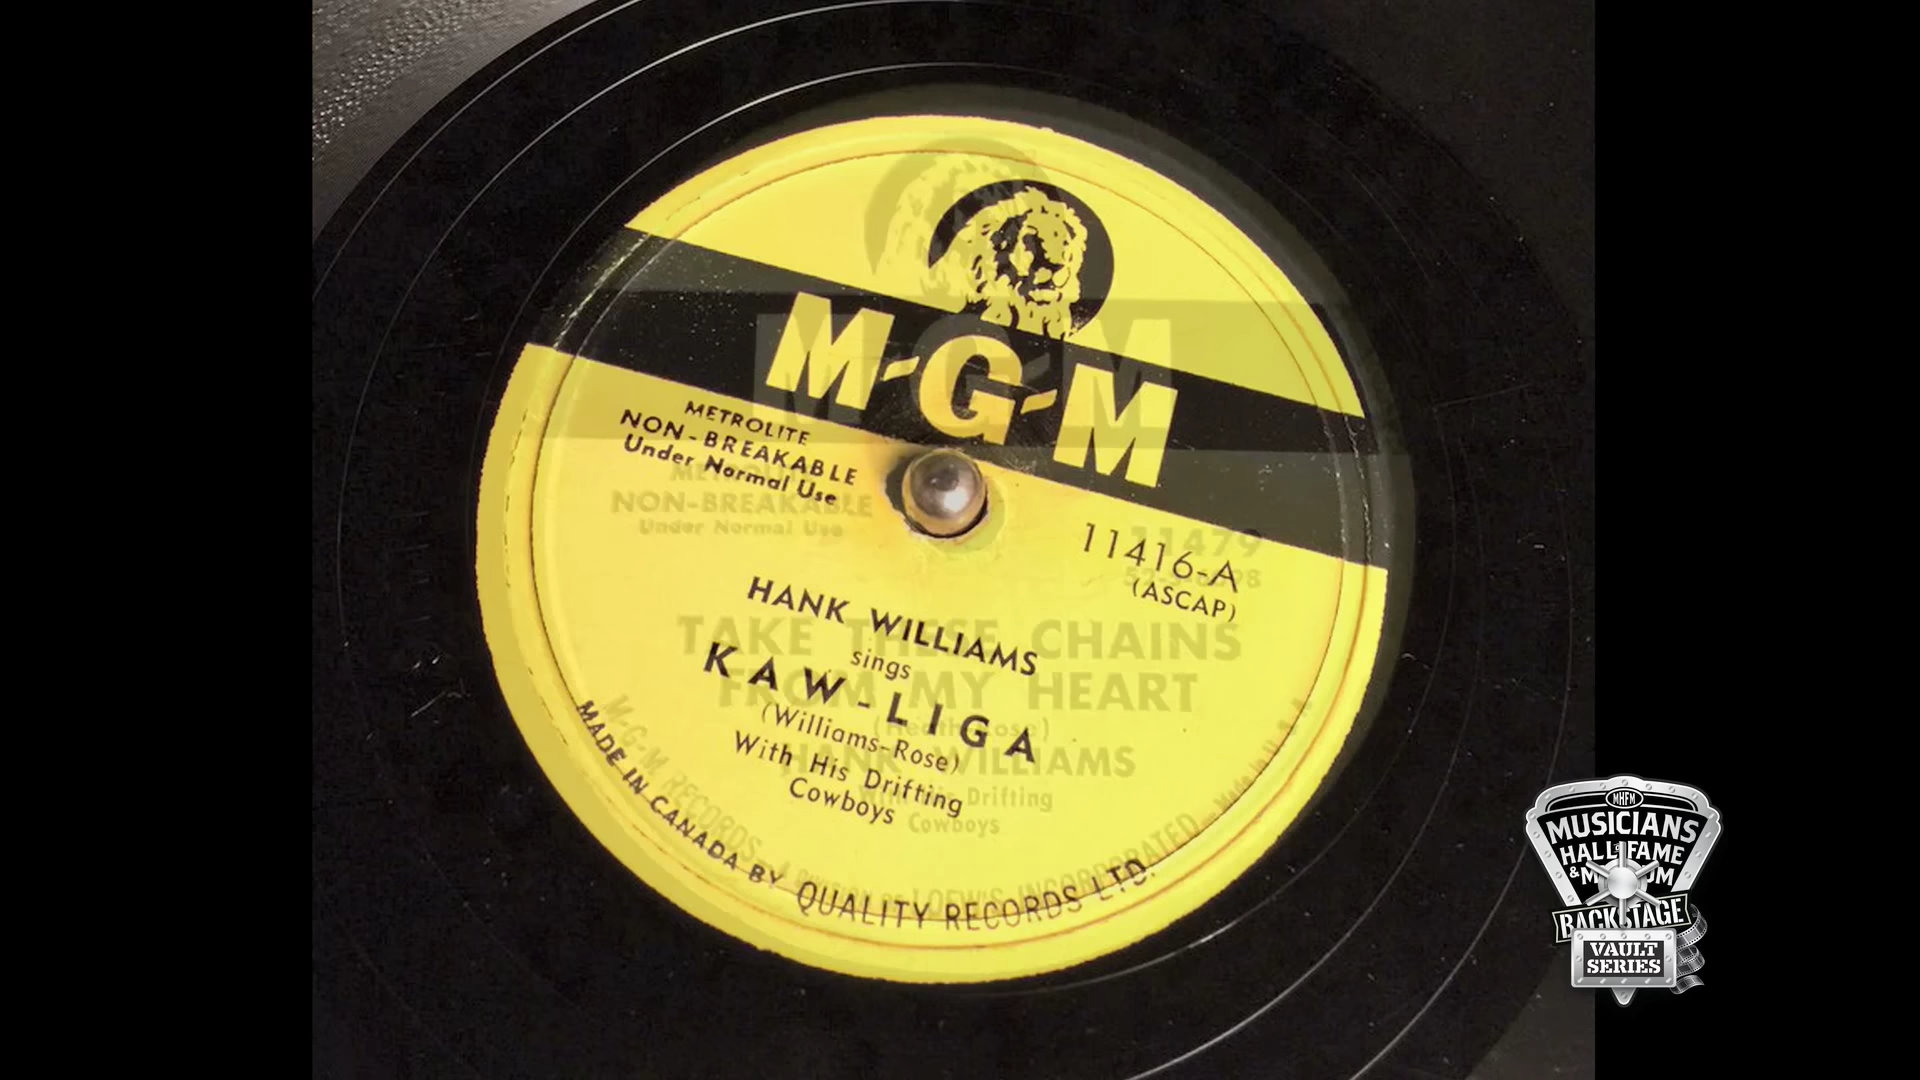 M-G-M
METROLITE
NON-BREAKABLE
Under Normal Use
11416-A
(ASCAP)
HANK WILLIAMS
sings
KAW-LIGA
(Williams-Rose)
With His Drifting
Cowboys
MADE IN CANADA BY QUALITY RECORDS LTD.
M-G-M
NON-BREAKABLE
Under Normal Use
11479
TAKE THESE CHAINS
FROM MY HEART
HANK WILLIAMS
Drifting
Cowboys
M-G-M RECORDS
LOEW'S INCORPORATED
MHFM
MUSICIANS
HALL OF FAME
& MUSEUM
BACKSTAGE
VAULT
SERIES